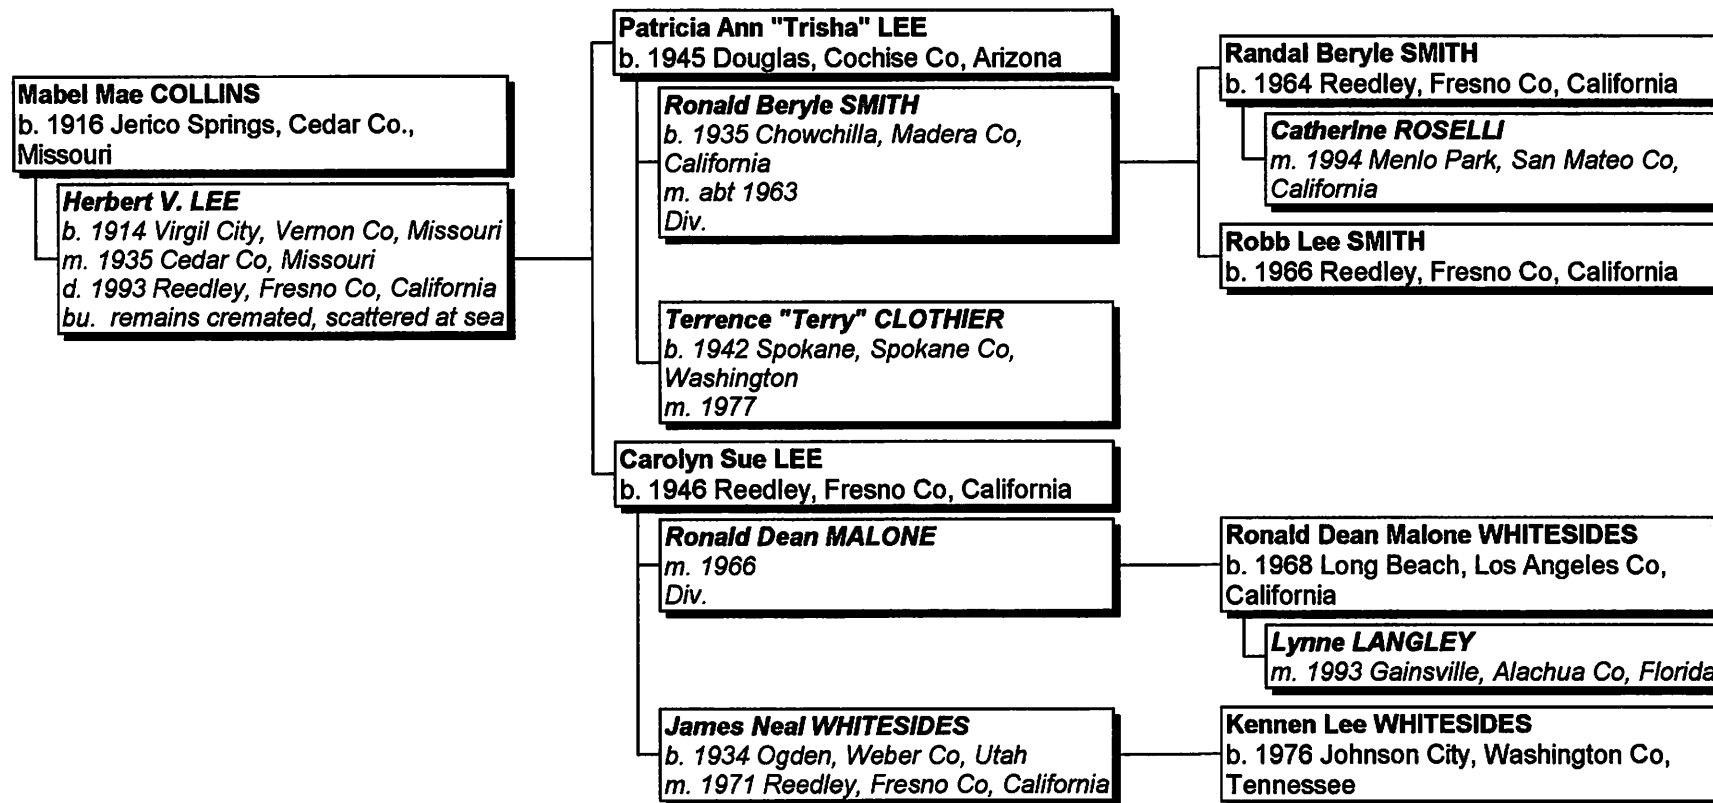 Mabel Mae COLLINS
b. 1916 Jerico Springs, Cedar Co.,
Missouri
Herbert V. LEE
b. 1914 Virgil City, Vernon Co, Missouri
m. 1935 Cedar Co, Missouri
d. 1993 Reedley, Fresno Co, California
bu. remains cremated, scattered at sea
Patricia Ann "Trisha" LEE
b. 1945 Douglas, Cochise Co, Arizona
Ronald Beryle SMITH
b. 1935 Chowchilla, Madera Co,
California
m. abt 1963
Div.
Randal Beryle SMITH
b. 1964 Reedley, Fresno Co, California
Catherine ROSELLI
m. 1994 Menlo Park, San Mateo Co,
California
Robb Lee SMITH
b. 1966 Reedley, Fresno Co, California
Terrence "Terry" CLOTHIER
b. 1942 Spokane, Spokane Co,
Washington
m. 1977
Carolyn Sue LEE
b. 1946 Reedley, Fresno Co, California
Ronald Dean MALONE
m. 1966
Div.
Ronald Dean Malone WHITESIDES
b. 1968 Long Beach, Los Angeles Co,
California
Lynne LANGLEY
m. 1993 Gainsville, Alachua Co, Florida
James Neal WHITESIDES
b. 1934 Ogden, Weber Co, Utah
m. 1971 Reedley, Fresno Co, California
Kennen Lee WHITESIDES
b. 1976 Johnson City, Washington Co,
Tennessee